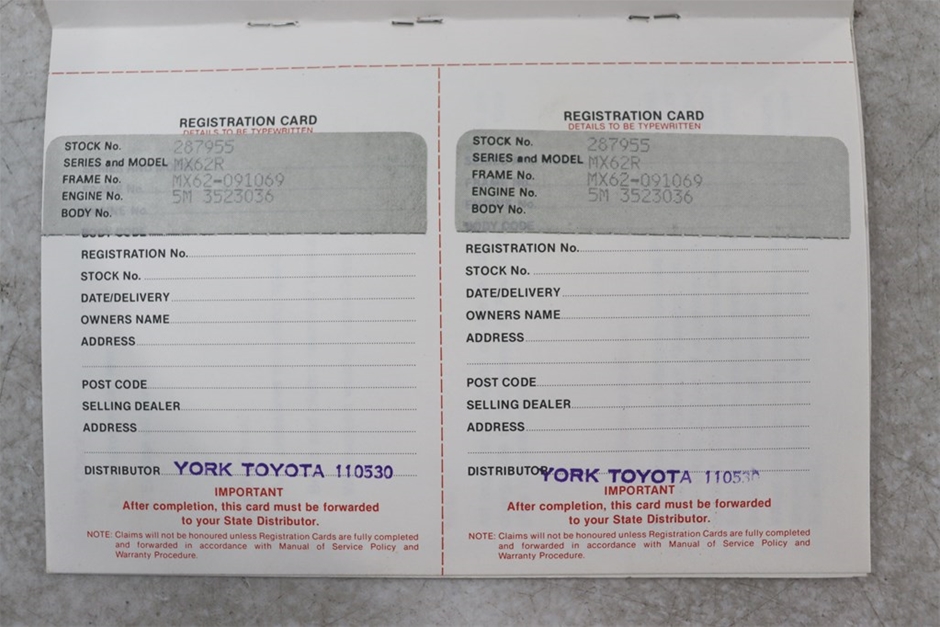 REGISTRATION CARD
DETAILS TO BE TYPEWRITTEN
STOCK No. 287955
SERIES and MODEL MX62R
FRAME No. MX62-091069
ENGINE No. 5M 3523036
BODY No.
REGISTRATION No.
STOCK No.
DATE/DELIVERY
OWNERS NAME
ADDRESS
POST CODE
SELLING DEALER
ADDRESS
DISTRIBUTOR YORK TOYOTA 110530
IMPORTANT
After completion, this card must be forwarded
to your State Distributor.
NOTE: Claims will not be honoured unless Registration Cards are fully completed
and forwarded in accordance with Manual of Service Policy and
Warranty Procedure.
REGISTRATION CARD
DETAILS TO BE TYPEWRITTEN
STOCK No. 287955
SERIES and MODEL MX62R
FRAME No. MX62-091069
ENGINE No. 5M 3523036
BODY No.
REGISTRATION No.
STOCK No.
DATE/DELIVERY
OWNERS NAME
ADDRESS
POST CODE
SELLING DEALER
ADDRESS
DISTRIBUTOR YORK TOYOTA 110530
IMPORTANT
After completion, this card must be forwarded
to your State Distributor.
NOTE: Claims will not be honoured unless Registration Cards are fully completed
and forwarded in accordance with Manual of Service Policy and
Warranty Procedure.